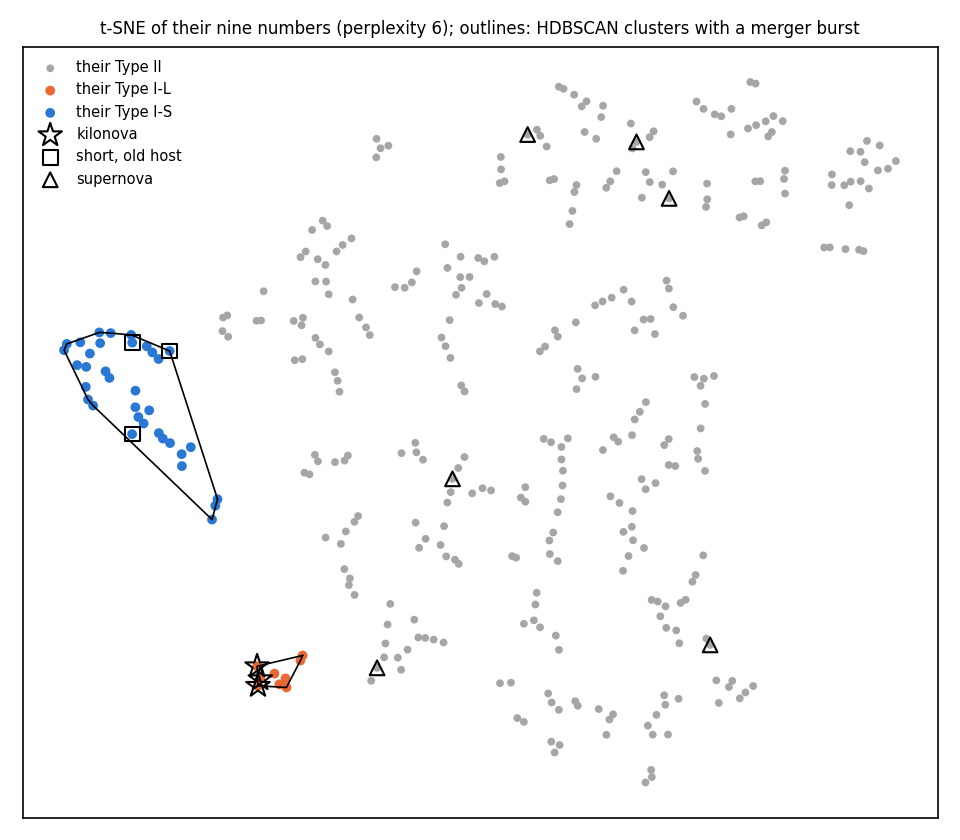 t-SNE of their nine numbers (perplexity 6); outlines: HDBSCAN clusters with a merger burst
their Type II
their Type I-L
their Type I-S
kilonova
short, old host
supernova